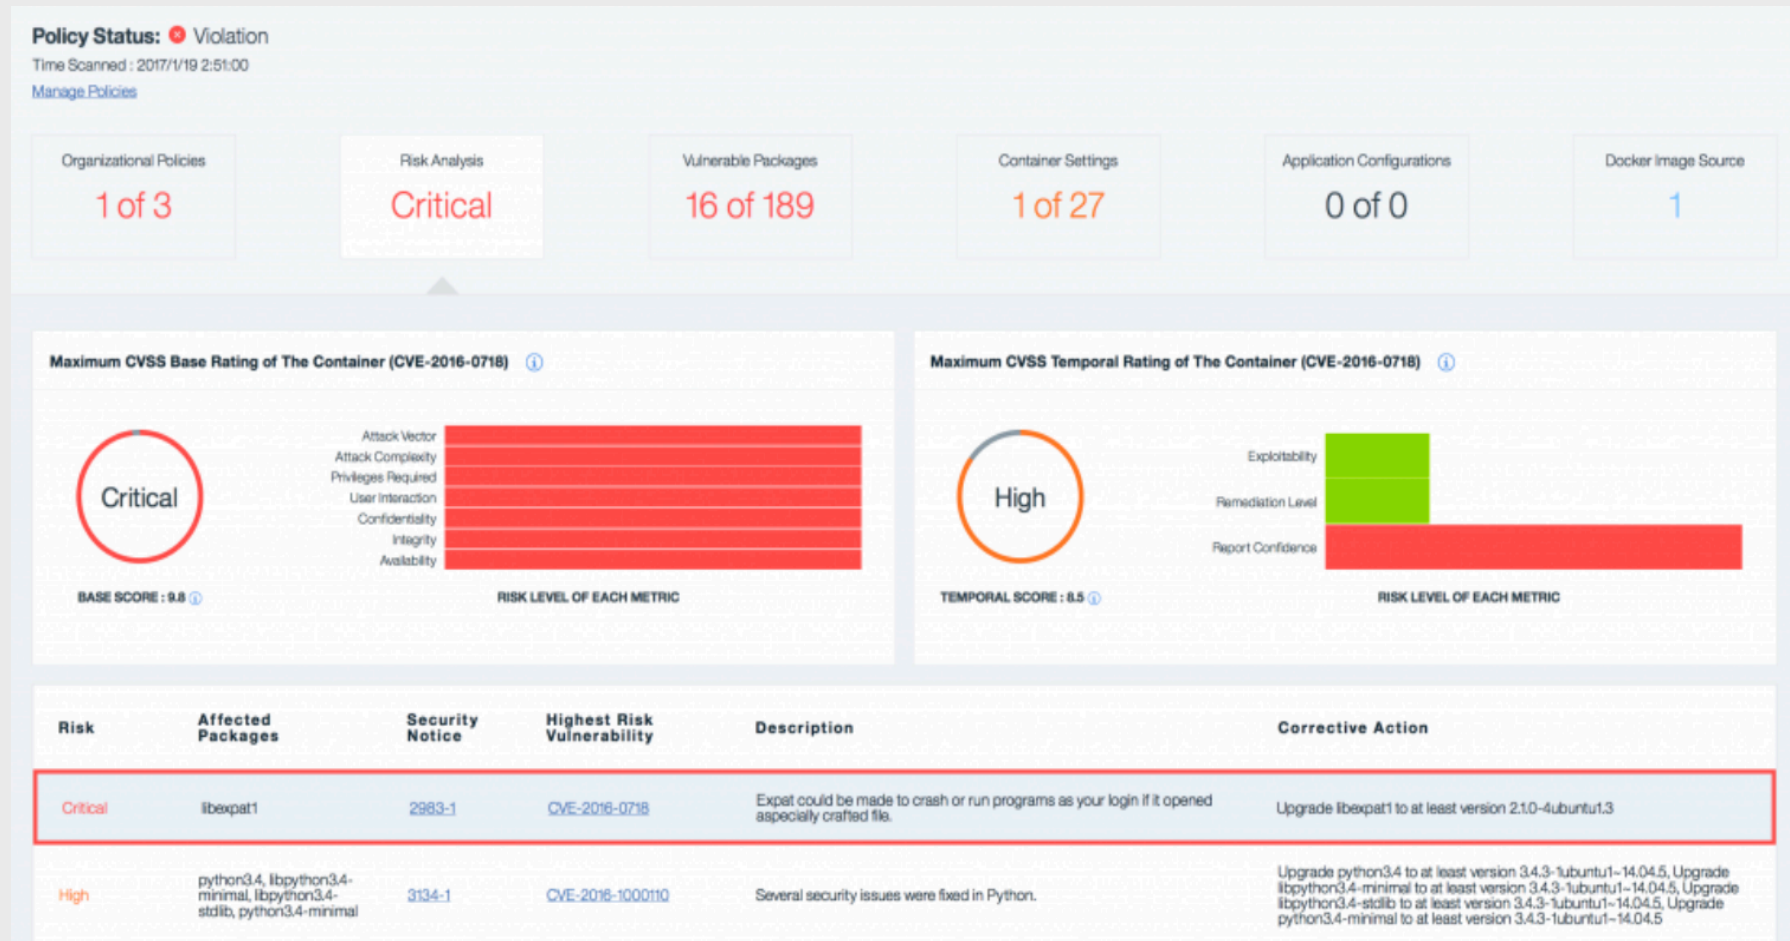 Policy Status: Violation
Time Scanned : 2017/1/19 2:51:00
Manage Policies
Organizational Policies
1 of 3
Risk Analysis
Critical
Vulnerable Packages
16 of 189
Container Settings
1 of 27
Application Configurations
0 of 0
Docker Image Source
1
Maximum CVSS Base Rating of The Container (CVE-2016-0718)
Critical
BASE SCORE : 9.8
Attack Vector
Attack Complexity
Privileges Required
User Interaction
Confidentiality
Integrity
Availability
RISK LEVEL OF EACH METRIC
Maximum CVSS Temporal Rating of The Container (CVE-2016-0718)
High
TEMPORAL SCORE : 8.5
Exploitability
Remediation Level
Report Confidence
RISK LEVEL OF EACH METRIC
Risk
Affected
Packages
Security
Notice
Highest Risk
Vulnerability
Description
Corrective Action
Critical
libexpat1
2983-1
CVE-2016-0718
Expat could be made to crash or run programs as your login if it opened
aspecially crafted file.
Upgrade libexpat1 to at least version 2.1.0-4ubuntu1.3
High
python3.4, libpython3.4-
minimal, libpython3.4-
stdlib, python3.4-minimal
3134-1
CVE-2016-1000110
Several security issues were fixed in Python.
Upgrade python3.4 to at least version 3.4.3-1ubuntu1~14.04.5, Upgrade
libpython3.4-minimal to at least version 3.4.3-1ubuntu1~14.04.5, Upgrade
libpython3.4-stdlib to at least version 3.4.3-1ubuntu1~14.04.5, Upgrade
python3.4-minimal to at least version 3.4.3-1ubuntu1~14.04.5